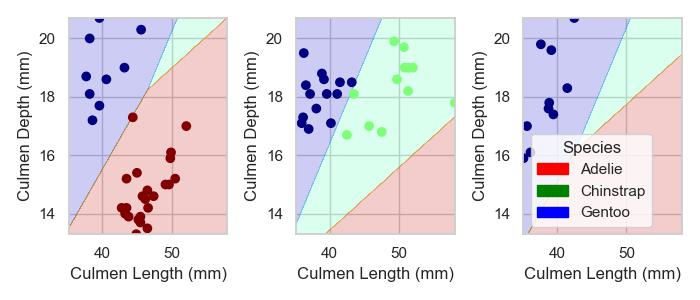 20
18
16
14
Culmen Depth (mm)
40
50
Culmen Length (mm)
20
18
16
14
Culmen Depth (mm)
40
50
Culmen Length (mm)
20
18
16
14
Culmen Depth (mm)
Species
Adelie
Chinstrap
Gentoo
40
50
Culmen Length (mm)